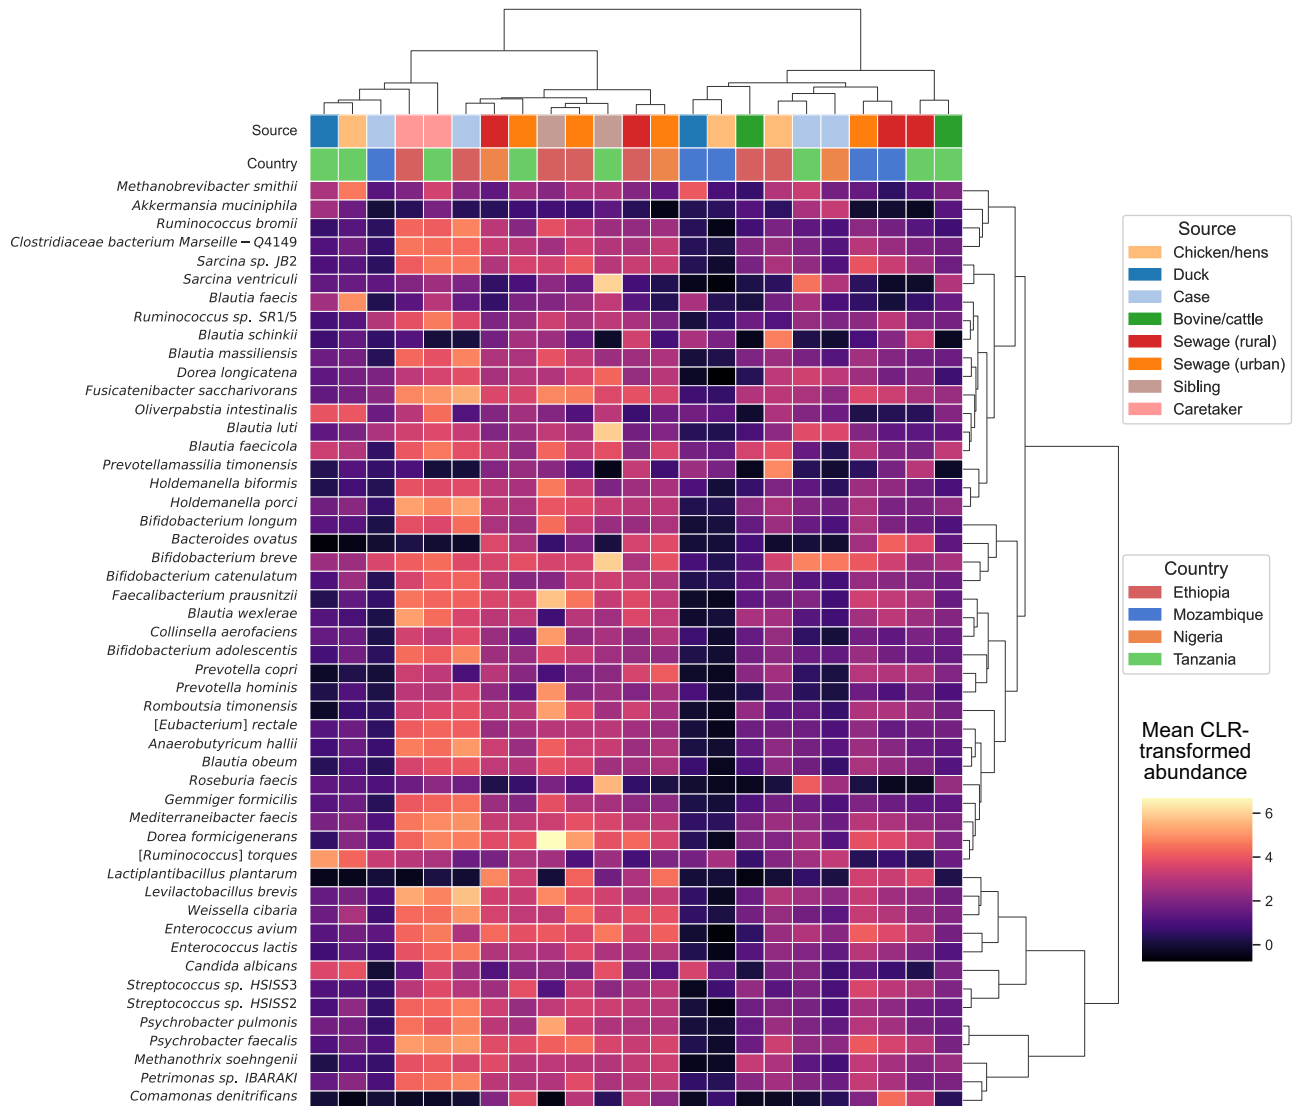 Source
Country
Methanobrevibacter smithii
Akkermansia muciniphila
Ruminococcus bromii
Clostridiaceae bacterium Marseille − Q4149
Sarcina sp. JB2
Sarcina ventriculi
Blautia faecis
Ruminococcus sp. SR1/5
Blautia schinkii
Blautia massiliensis
Dorea longicatena
Fusicatenibacter saccharivorans
Oliverpabstia intestinalis
Blautia luti
Blautia faecicola
Prevotellamassilia timonensis
Holdemanella biformis
Holdemanella porci
Bifidobacterium longum
Bacteroides ovatus
Bifidobacterium breve
Bifidobacterium catenulatum
Faecalibacterium prausnitzii
Blautia wexlerae
Collinsella aerofaciens
Bifidobacterium adolescentis
Prevotella copri
Prevotella hominis
Romboutsia timonensis
[Eubacterium] rectale
Anaerobutyricum hallii
Blautia obeum
Roseburia faecis
Gemmiger formicilis
Mediterraneibacter faecis
Dorea formicigenerans
[Ruminococcus] torques
Lactiplantibacillus plantarum
Levilactobacillus brevis
Weissella cibaria
Enterococcus avium
Enterococcus lactis
Candida albicans
Streptococcus sp. HSISS3
Streptococcus sp. HSISS2
Psychrobacter pulmonis
Psychrobacter faecalis
Methanothrix soehngenii
Petrimonas sp. IBARAKI
Comamonas denitrificans
Source
Chicken/hens
Duck
Case
Bovine/cattle
Sewage (rural)
Sewage (urban)
Sibling
Caretaker
Country
Ethiopia
Mozambique
Nigeria
Tanzania
Mean CLR-
transformed
abundance
6
4
2
0